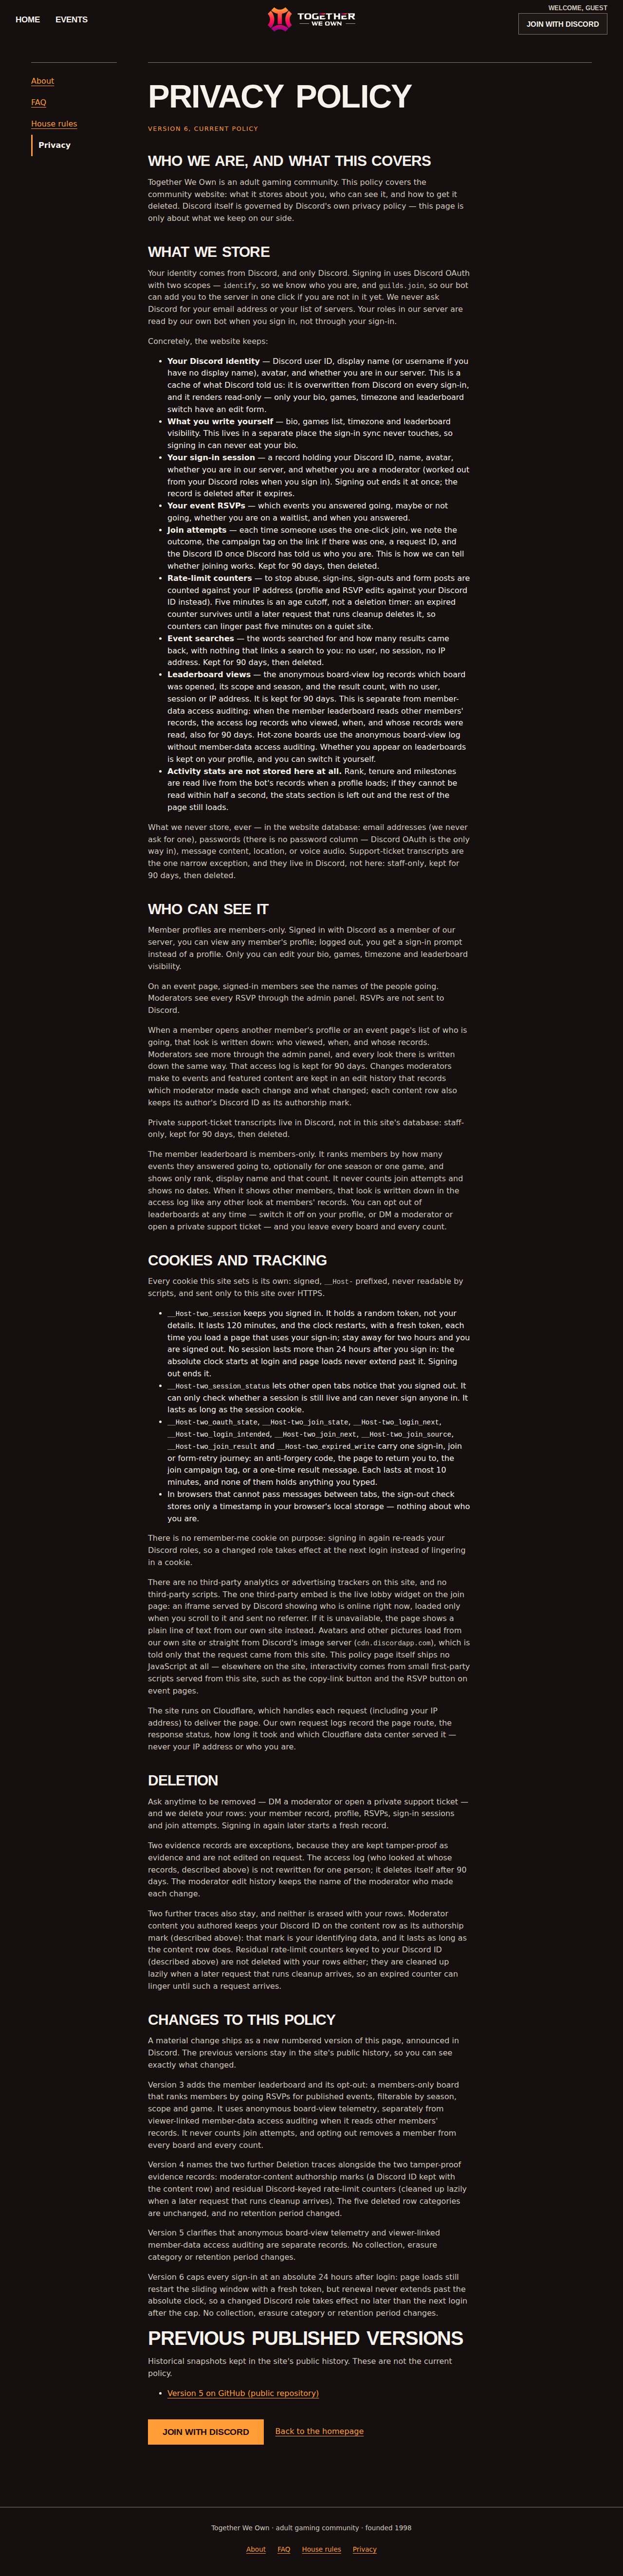 HOME
EVENTS
TOGETHER
WE OWN
WELCOME, GUEST
JOIN WITH DISCORD
About
FAQ
House rules
Privacy
PRIVACY POLICY
VERSION 6, CURRENT POLICY
WHO WE ARE, AND WHAT THIS COVERS
Together We Own is an adult gaming community. This policy covers the
community website: what it stores about you, who can see it, and how to get it
deleted. Discord itself is governed by Discord's own privacy policy — this page is
only about what we keep on our side.
WHAT WE STORE
Your identity comes from Discord, and only Discord. Signing in uses Discord OAuth
with two scopes — identify, so we know who you are, and guilds.join, so our bot
can add you to the server in one click if you are not in it yet. We never ask
Discord for your email address or your list of servers. Your roles in our server are
read by our own bot when you sign in, not through your sign-in.
Concretely, the website keeps:
• Your Discord identity — Discord user ID, display name (or username if you
have no display name), avatar, and whether you are in our server. This is a
cache of what Discord told us: it is overwritten from Discord on every sign-in,
and it renders read-only — only your bio, games, timezone and leaderboard
switch have an edit form.
• What you write yourself — bio, games list, timezone and leaderboard
visibility. This lives in a separate place the sign-in sync never touches, so
signing in can never eat your bio.
• Your sign-in session — a record holding your Discord ID, name, avatar,
whether you are in our server, and whether you are a moderator (worked out
from your Discord roles when you sign in). Signing out ends it at once; the
record is deleted after it expires.
• Your event RSVPs — which events you answered going, maybe or not
going, whether you are on a waitlist, and when you answered.
• Join attempts — each time someone uses the one-click join, we note the
outcome, the campaign tag on the link if there was one, a request ID, and
the Discord ID once Discord has told us who you are. This is how we can tell
whether joining works. Kept for 90 days, then deleted.
• Rate-limit counters — to stop abuse, sign-ins, sign-outs and form posts are
counted against your IP address (profile and RSVP edits against your Discord
ID instead). Five minutes is an age cutoff, not a deletion timer: an expired
counter survives until a later request that runs cleanup deletes it, so
counters can linger past five minutes on a quiet site.
• Event searches — the words searched for and how many results came
back, with nothing that links a search to you: no user, no session, no IP
address. Kept for 90 days, then deleted.
• Leaderboard views — the anonymous board-view log records which board
was opened, its scope and season, and the result count, with no user,
session or IP address. It is kept for 90 days. This is separate from member-
data access auditing: when the member leaderboard reads other members'
records, the access log records who viewed, when, and whose records were
read, also for 90 days. Hot-zone boards use the anonymous board-view log
without member-data access auditing. Whether you appear on leaderboards
is kept on your profile, and you can switch it yourself.
• Activity stats are not stored here at all. Rank, tenure and milestones
are read live from the bot's records when a profile loads; if they cannot be
read within half a second, the stats section is left out and the rest of the
page still loads.
What we never store, ever — in the website database: email addresses (we never
ask for one), passwords (there is no password column — Discord OAuth is the only
way in), message content, location, or voice audio. Support-ticket transcripts are
the one narrow exception, and they live in Discord, not here: staff-only, kept for
90 days, then deleted.
WHO CAN SEE IT
Member profiles are members-only. Signed in with Discord as a member of our
server, you can view any member's profile; logged out, you get a sign-in prompt
instead of a profile. Only you can edit your bio, games, timezone and leaderboard
visibility.
On an event page, signed-in members see the names of the people going.
Moderators see every RSVP through the admin panel. RSVPs are not sent to
Discord.
When a member opens another member's profile or an event page's list of who is
going, that look is written down: who viewed, when, and whose records.
Moderators see more through the admin panel, and every look there is written
down the same way. That access log is kept for 90 days. Changes moderators
make to events and featured content are kept in an edit history that records
which moderator made each change and what changed; each content row also
keeps its author's Discord ID as its authorship mark.
Private support-ticket transcripts live in Discord, not in this site's database: staff-
only, kept for 90 days, then deleted.
The member leaderboard is members-only. It ranks members by how many
events they answered going to, optionally for one season or one game, and
shows only rank, display name and that count. It never counts join attempts and
shows no dates. When it shows other members, that look is written down in the
access log like any other look at members' records. You can opt out of
leaderboards at any time — switch it off on your profile, or DM a moderator or
open a private support ticket — and you leave every board and every count.
COOKIES AND TRACKING
Every cookie this site sets is its own: signed, __Host- prefixed, never readable by
scripts, and sent only to this site over HTTPS.
• __Host-two_session keeps you signed in. It holds a random token, not your
details. It lasts 120 minutes, and the clock restarts, with a fresh token, each
time you load a page that uses your sign-in; stay away for two hours and you
are signed out. No session lasts more than 24 hours after you sign in: the
absolute clock starts at login and page loads never extend past it. Signing
out ends it.
• __Host-two_session_status lets other open tabs notice that you signed out. It
can only check whether a session is still live and can never sign anyone in. It
lasts as long as the session cookie.
• __Host-two_oauth_state, __Host-two_join_state, __Host-two_login_next,
__Host-two_login_intended, __Host-two_join_next, __Host-two_join_source,
__Host-two_join_result and __Host-two_expired_write carry one sign-in, join
or form-retry journey: an anti-forgery code, the page to return you to, the
join campaign tag, or a one-time result message. Each lasts at most 10
minutes, and none of them holds anything you typed.
• In browsers that cannot pass messages between tabs, the sign-out check
stores only a timestamp in your browser's local storage — nothing about who
you are.
There is no remember-me cookie on purpose: signing in again re-reads your
Discord roles, so a changed role takes effect at the next login instead of lingering
in a cookie.
There are no third-party analytics or advertising trackers on this site, and no
third-party scripts. The one third-party embed is the live lobby widget on the join
page: an iframe served by Discord showing who is online right now, loaded only
when you scroll to it and sent no referrer. If it is unavailable, the page shows a
plain line of text from our own site instead. Avatars and other pictures load from
our own site or straight from Discord's image server (cdn.discordapp.com), which is
told only that the request came from this site. This policy page itself ships no
JavaScript at all — elsewhere on the site, interactivity comes from small first-party
scripts served from this site, such as the copy-link button and the RSVP button on
event pages.
The site runs on Cloudflare, which handles each request (including your IP
address) to deliver the page. Our own request logs record the page route, the
response status, how long it took and which Cloudflare data center served it —
never your IP address or who you are.
DELETION
Ask anytime to be removed — DM a moderator or open a private support ticket —
and we delete your rows: your member record, profile, RSVPs, sign-in sessions
and join attempts. Signing in again later starts a fresh record.
Two evidence records are exceptions, because they are kept tamper-proof as
evidence and are not edited on request. The access log (who looked at whose
records, described above) is not rewritten for one person; it deletes itself after 90
days. The moderator edit history keeps the name of the moderator who made
each change.
Two further traces also stay, and neither is erased with your rows. Moderator
content you authored keeps your Discord ID on the content row as its authorship
mark (described above): that mark is your identifying data, and it lasts as long as
the content row does. Residual rate-limit counters keyed to your Discord ID
(described above) are not deleted with your rows either; they are cleaned up
lazily when a later request that runs cleanup arrives, so an expired counter can
linger until such a request arrives.
CHANGES TO THIS POLICY
A material change ships as a new numbered version of this page, announced in
Discord. The previous versions stay in the site's public history, so you can see
exactly what changed.
Version 3 adds the member leaderboard and its opt-out: a members-only board
that ranks members by going RSVPs for published events, filterable by season,
scope and game. It uses anonymous board-view telemetry, separately from
viewer-linked member-data access auditing when it reads other members'
records. It never counts join attempts, and opting out removes a member from
every board and every count.
Version 4 names the two further Deletion traces alongside the two tamper-proof
evidence records: moderator-content authorship marks (a Discord ID kept with
the content row) and residual Discord-keyed rate-limit counters (cleaned up lazily
when a later request that runs cleanup arrives). The five deleted row categories
are unchanged, and no retention period changed.
Version 5 clarifies that anonymous board-view telemetry and viewer-linked
member-data access auditing are separate records. No collection, erasure
category or retention period changes.
Version 6 caps every sign-in at an absolute 24 hours after login: page loads still
restart the sliding window with a fresh token, but renewal never extends past the
absolute clock, so a changed Discord role takes effect no later than the next login
after the cap. No collection, erasure category or retention period changes.
PREVIOUS PUBLISHED VERSIONS
Historical snapshots kept in the site's public history. These are not the current
policy.
• Version 5 on GitHub (public repository)
JOIN WITH DISCORD
Back to the homepage
Together We Own · adult gaming community · founded 1998
About
FAQ
House rules
Privacy